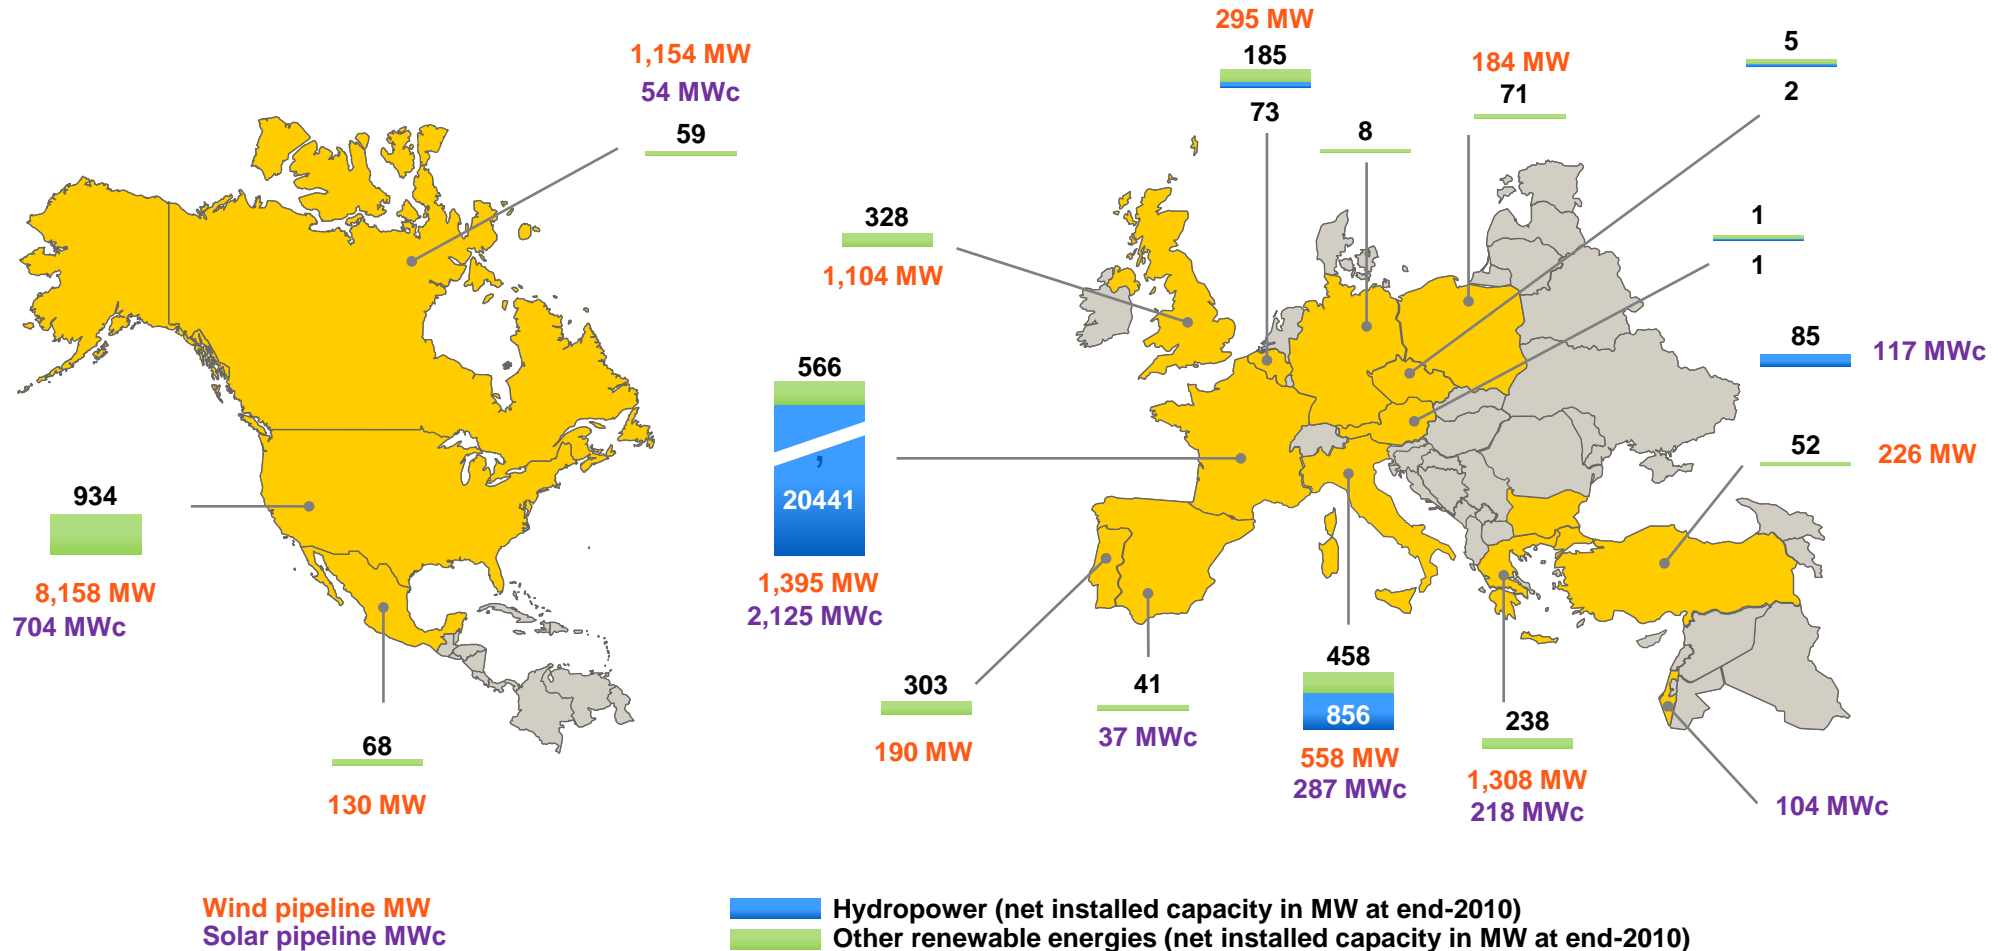 1,154 MW
54 MWc
59
934
8,158 MW
704 MWc
68
130 MW
295 MW
185
73
184 MW
71
8
5
2
1
1
328
1,104 MW
85
117 MWc
566
,
20441
1,395 MW
2,125 MWc
52
226 MW
303
190 MW
41
37 MWc
458
856
558 MW
287 MWc
238
1,308 MW
218 MWc
104 MWc
Wind pipeline MW
Solar pipeline MWc
Hydropower (net installed capacity in MW at end-2010)
Other renewable energies (net installed capacity in MW at end-2010)